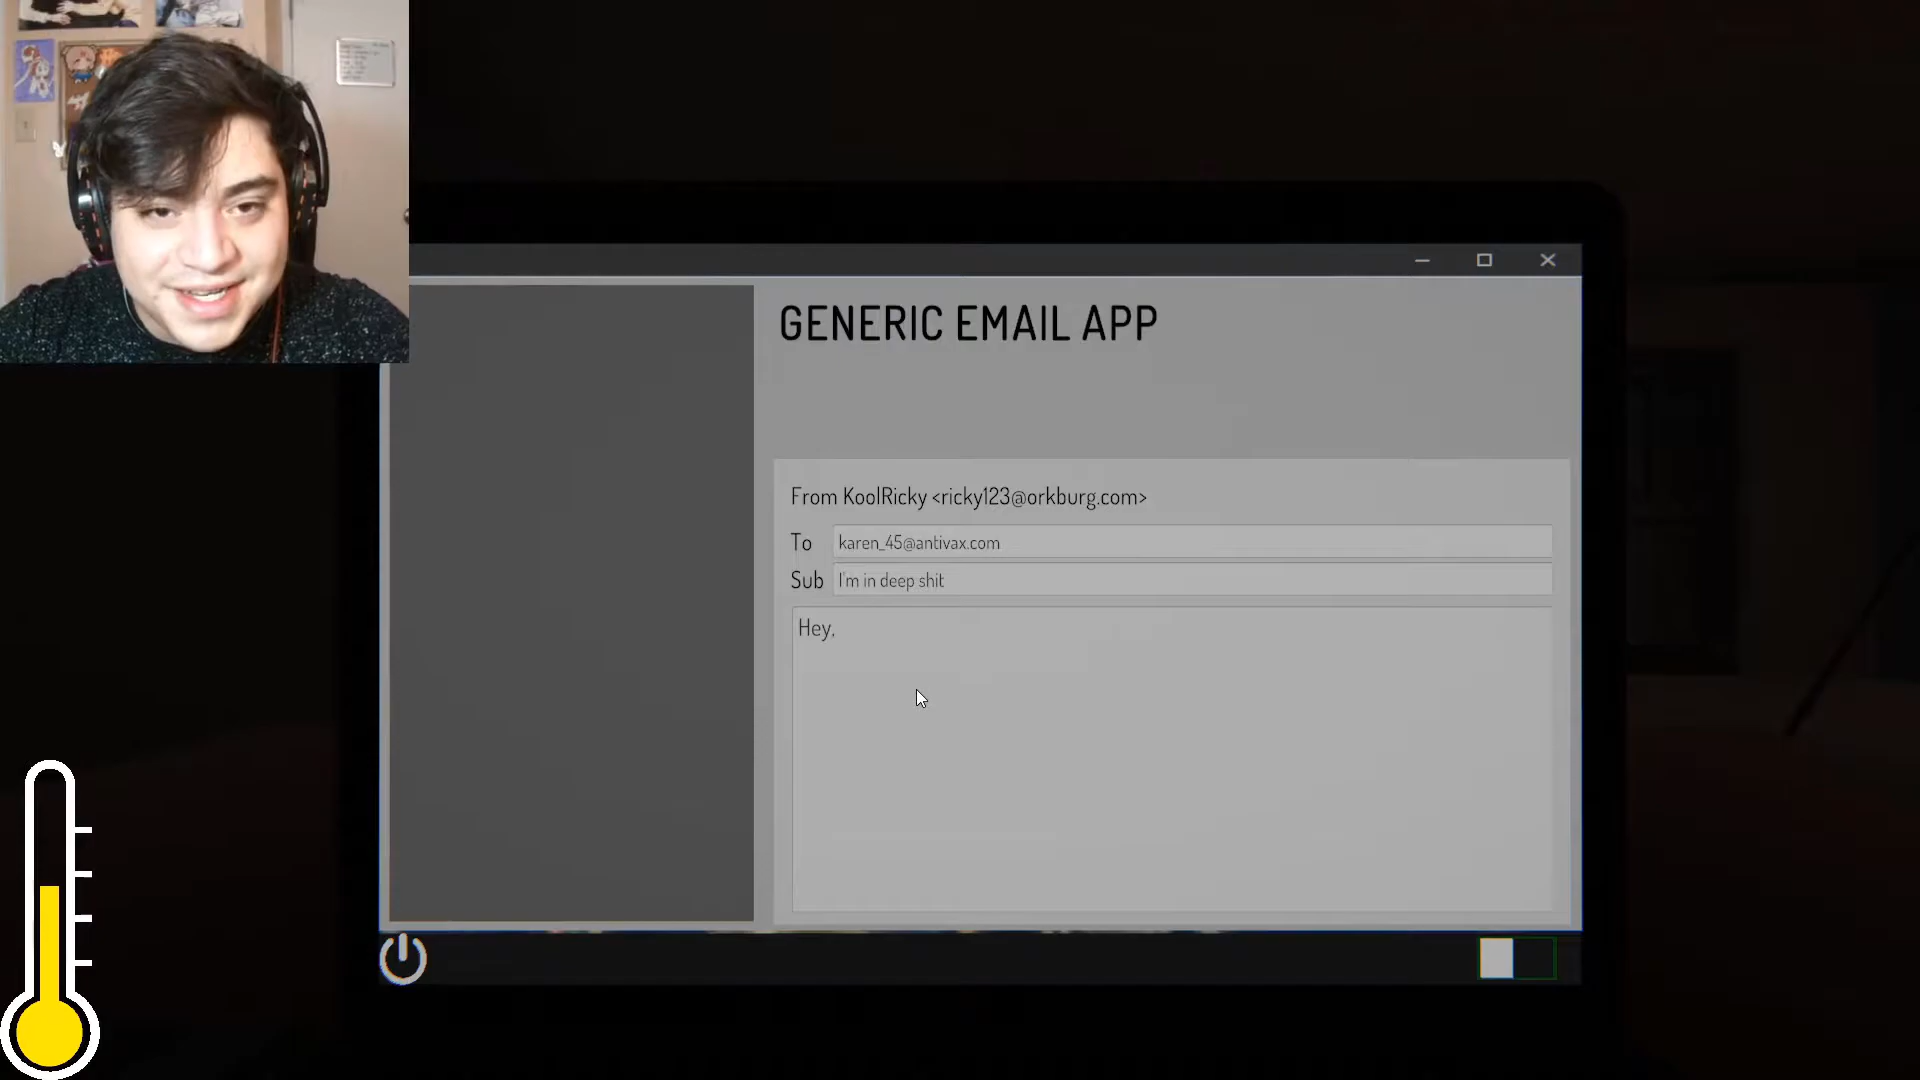 GENERIC EMAIL APP
From KoolRicky <ricky123@orkburg.com>
To karen_45@antivax.com
Sub I'm in deep shit
Hey,